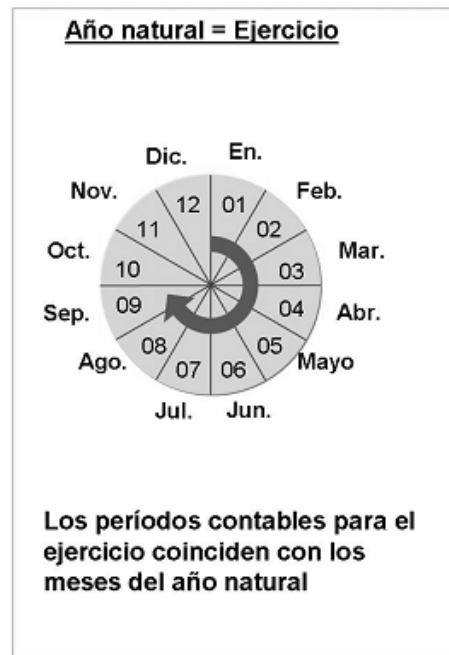 Año natural = Ejercicio
Dic. En.
Nov. 12 01 Feb.
11 02
Oct. 10 03 Mar.
Sep. 09 04 Abr.
Ago. 08 05 Mayo
07 06
Jul. Jun.
Los períodos contables para el
ejercicio coinciden con los
meses del año natural